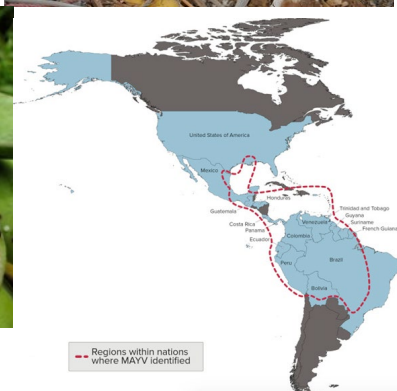 United States of America
Mexico
Honduras
Guatemala
Trinidad and Tobago
Guyana
Suriname
French Guiana
Costa Rica
Panama
Venezuela
Colombia
Ecuador
Peru
Brazil
Bolivia
Regions within nations
where MAYV identified